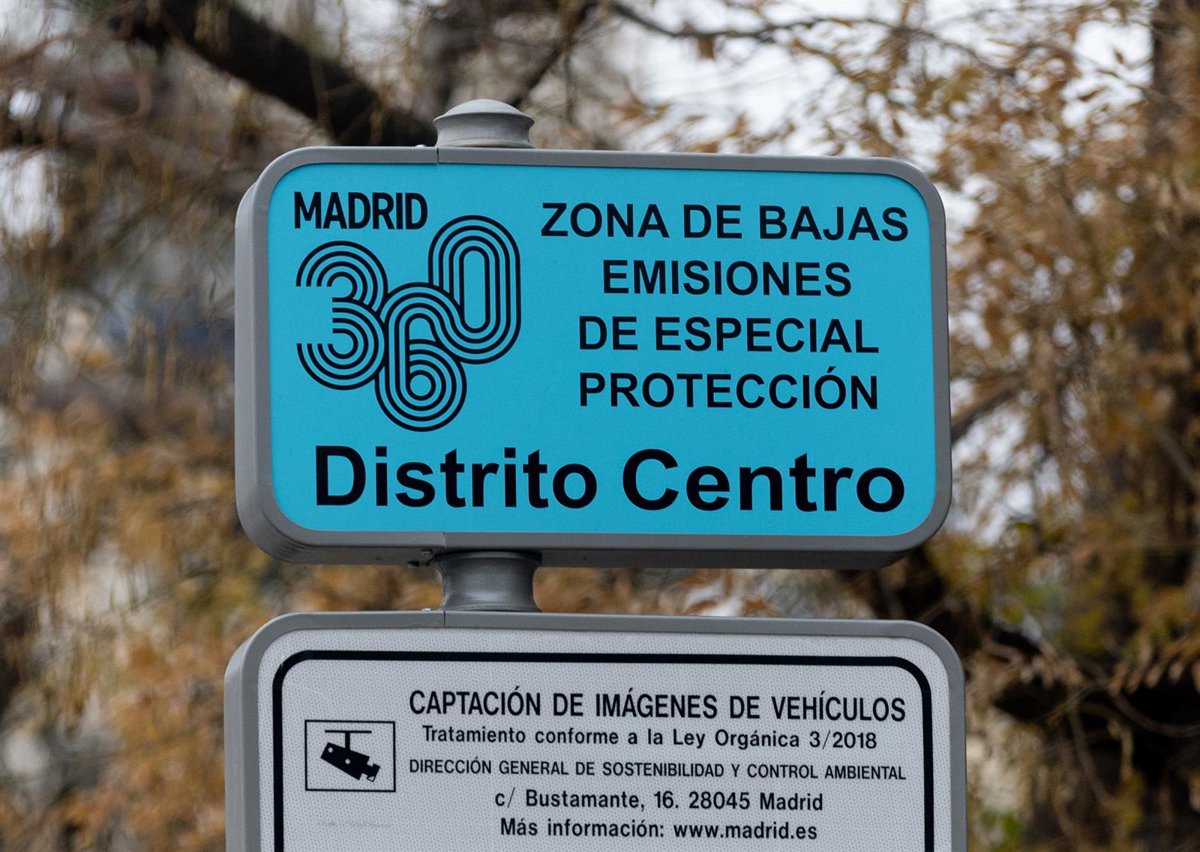 MADRID
360
ZONA DE BAJAS
EMISIONES
DE ESPECIAL
PROTECCIÓN
Distrito Centro
CAPTACIÓN DE IMÁGENES DE VEHÍCULOS
Tratamiento conforme a la Ley Orgánica 3/2018
DIRECCIÓN GENERAL DE SOSTENIBILIDAD Y CONTROL AMBIENTAL
c/ Bustamante, 16. 28045 Madrid
Más información: www.madrid.es